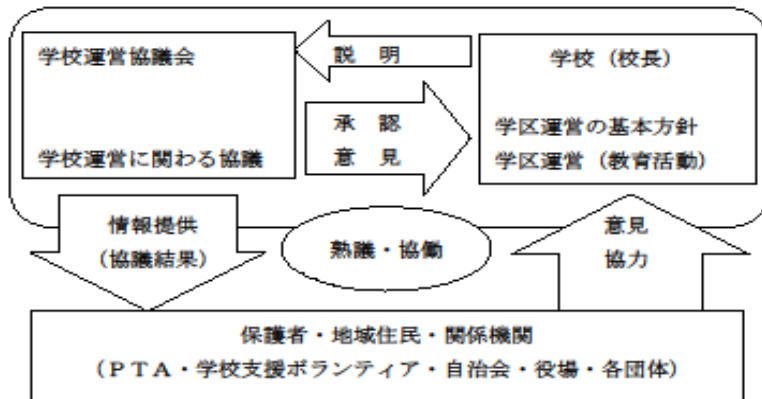 学校運営協議会
学校運営に関わる協議
説 明
承 認
意 見
学校（校長）
学区運営の基本方針
学区運営（教育活動）
情報提供
（協議結果）
熟議・協働
意見
協力
保護者・地域住民・関係機関
（ＰＴＡ・学校支援ボランティア・自治会・役場・各団体）